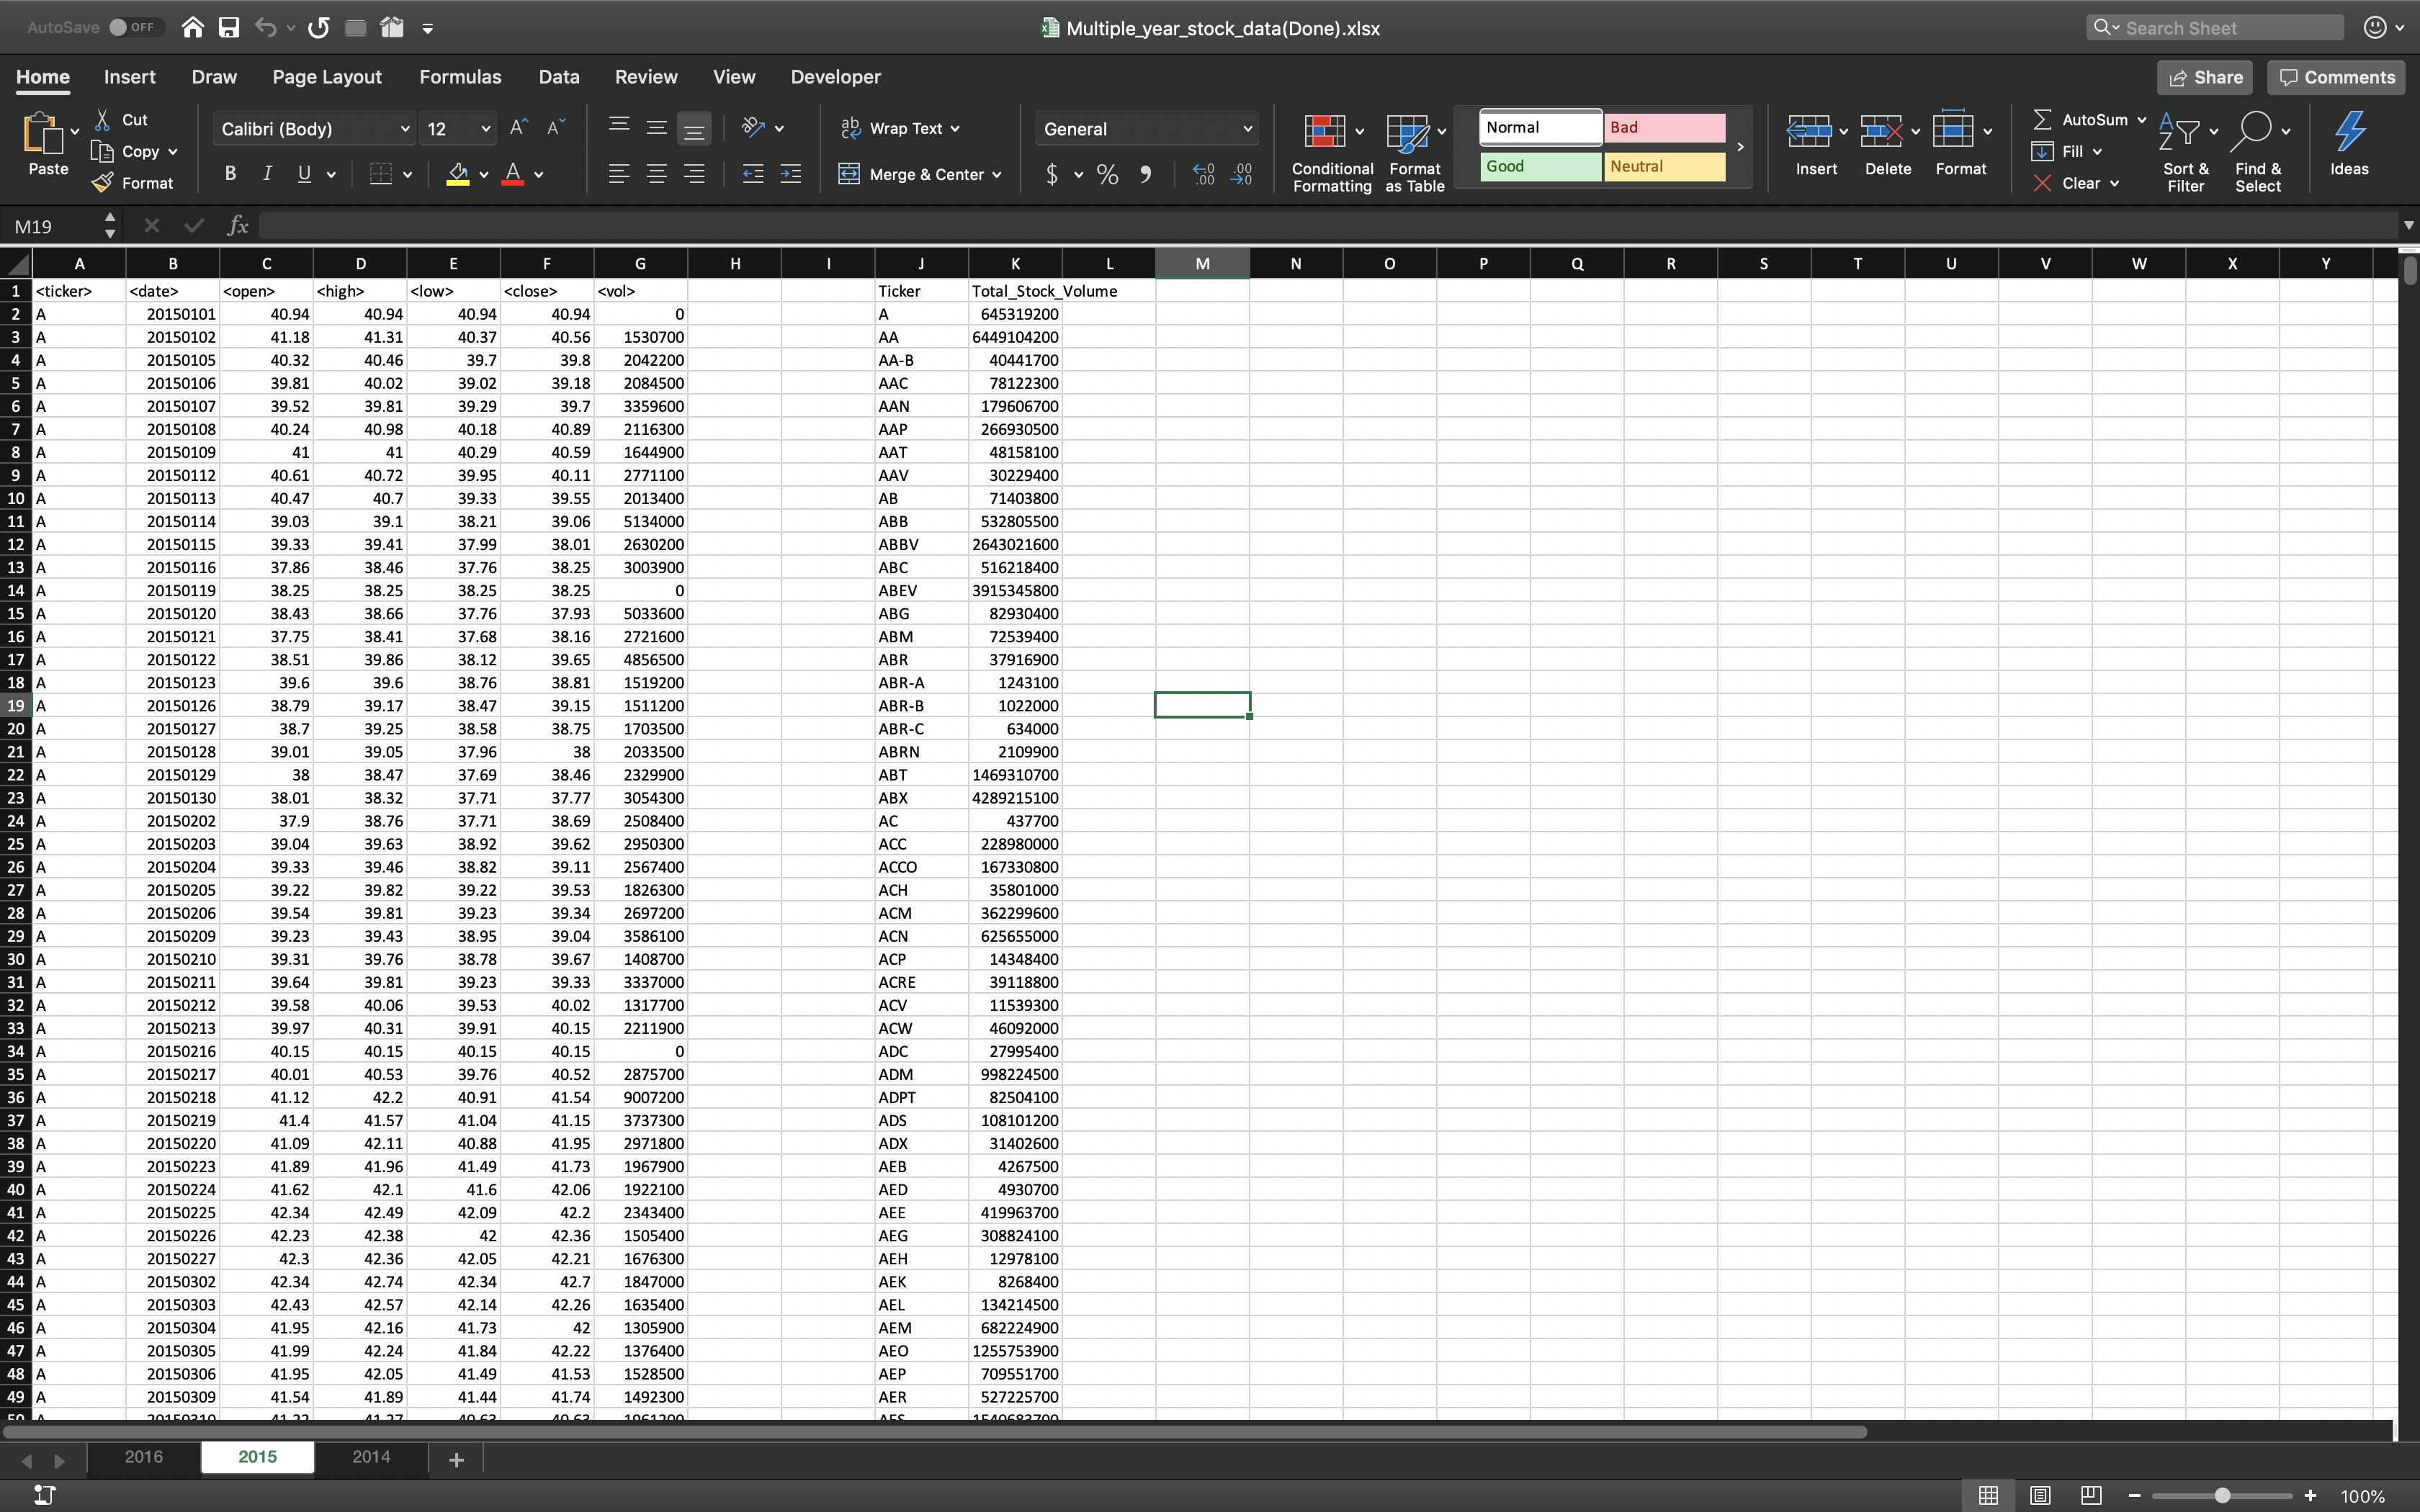 AutoSave OFF Multiple_year_stock_data(Done).xlsx Search Sheet
Home Insert Draw Page Layout Formulas Data Review View Developer Share Comments
Paste Cut Copy Format Calibri (Body) 12 Wrap Text Merge & Center General Conditional Formatting Format as Table Normal Bad Good Neutral Insert Delete Format AutoSum Fill Clear Sort & Filter Find & Select Ideas
M19 fx
A B C D E F G H I J K L M N O P Q R S T U V W X Y
1 <ticker> <date> <open> <high> <low> <close> <vol> Ticker Total_Stock_Volume
2 A 20150101 40.94 40.94 40.94 40.94 0 A 645319200
3 A 20150102 41.18 41.31 40.37 40.56 1530700 AA 6449104200
4 A 20150105 40.32 40.46 39.7 39.8 2042200 AA-B 40441700
5 A 20150106 39.81 40.02 39.02 39.18 2084500 AAC 78122300
6 A 20150107 39.52 39.81 39.29 39.7 3359600 AAN 179606700
7 A 20150108 40.24 40.98 40.18 40.89 2116300 AAP 266930500
8 A 20150109 41 41 40.29 40.59 1644900 AAT 48158100
9 A 20150112 40.61 40.72 39.95 40.11 2771100 AAV 30229400
10 A 20150113 40.47 40.7 39.33 39.55 2013400 AB 71403800
11 A 20150114 39.03 39.1 38.21 39.06 5134000 ABB 532805500
12 A 20150115 39.33 39.41 37.99 38.01 2630200 ABBV 2643021600
13 A 20150116 37.86 38.46 37.76 38.25 3003900 ABC 516218400
14 A 20150119 38.25 38.25 38.25 38.25 0 ABEV 3915345800
15 A 20150120 38.43 38.66 37.76 37.93 5033600 ABG 82930400
16 A 20150121 37.75 38.41 37.68 38.16 2721600 ABM 72539400
17 A 20150122 38.51 39.86 38.12 39.65 4856500 ABR 37916900
18 A 20150123 39.6 39.6 38.76 38.81 1519200 ABR-A 1243100
19 A 20150126 38.79 39.17 38.47 39.15 1511200 ABR-B 1022000
20 A 20150127 38.7 39.25 38.58 38.75 1703500 ABR-C 634000
21 A 20150128 39.01 39.05 37.96 38 2033500 ABRN 2109900
22 A 20150129 38 38.47 37.69 38.46 2329900 ABT 1469310700
23 A 20150130 38.01 38.32 37.71 37.77 3054300 ABX 4289215100
24 A 20150202 37.9 38.76 37.71 38.69 2508400 AC 437700
25 A 20150203 39.04 39.63 38.92 39.62 2950300 ACC 228980000
26 A 20150204 39.33 39.46 38.82 39.11 2567400 ACCO 167330800
27 A 20150205 39.22 39.82 39.22 39.53 1826300 ACH 35801000
28 A 20150206 39.54 39.81 39.23 39.34 2697200 ACM 362299600
29 A 20150209 39.23 39.43 38.95 39.04 3586100 ACN 625655000
30 A 20150210 39.31 39.76 38.78 39.67 1408700 ACP 14348400
31 A 20150211 39.64 39.81 39.23 39.33 3337000 ACRE 39118800
32 A 20150212 39.58 40.06 39.53 40.02 1317700 ACV 11539300
33 A 20150213 39.97 40.31 39.91 40.15 2211900 ACW 46092000
34 A 20150216 40.15 40.15 40.15 40.15 0 ADC 27995400
35 A 20150217 40.01 40.53 39.76 40.52 2875700 ADM 998224500
36 A 20150218 41.12 42.2 40.91 41.54 9007200 ADPT 82504100
37 A 20150219 41.4 41.57 41.04 41.15 3737300 ADS 108101200
38 A 20150220 41.09 42.11 40.88 41.95 2971800 ADX 31402600
39 A 20150223 41.89 41.96 41.49 41.73 1967900 AEB 4267500
40 A 20150224 41.62 42.1 41.6 42.06 1922100 AED 4930700
41 A 20150225 42.34 42.49 42.09 42.2 2343400 AEE 419963700
42 A 20150226 42.23 42.38 42 42.36 1505400 AEG 308824100
43 A 20150227 42.3 42.36 42.05 42.21 1676300 AEH 12978100
44 A 20150302 42.34 42.74 42.34 42.7 1847000 AEK 8268400
45 A 20150303 42.43 42.57 42.14 42.26 1635400 AEL 134214500
46 A 20150304 41.95 42.16 41.73 42 1305900 AEM 682224900
47 A 20150305 41.99 42.24 41.84 42.22 1376400 AEO 1255753900
48 A 20150306 41.95 42.05 41.49 41.53 1528500 AEP 709551700
49 A 20150309 41.54 41.89 41.44 41.74 1492300 AER 527225700
2016 2015 2014
100%